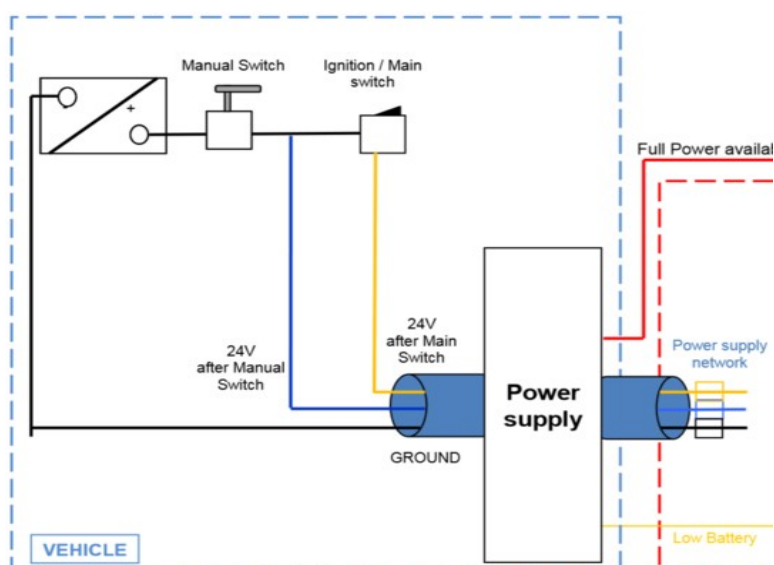 Manual Switch
Ignition / Main
switch
+
Full Power availab
24V
after Manual
Switch
24V
after Main
Switch
Power supply
network
Power
supply
GROUND
Low Battery
VEHICLE